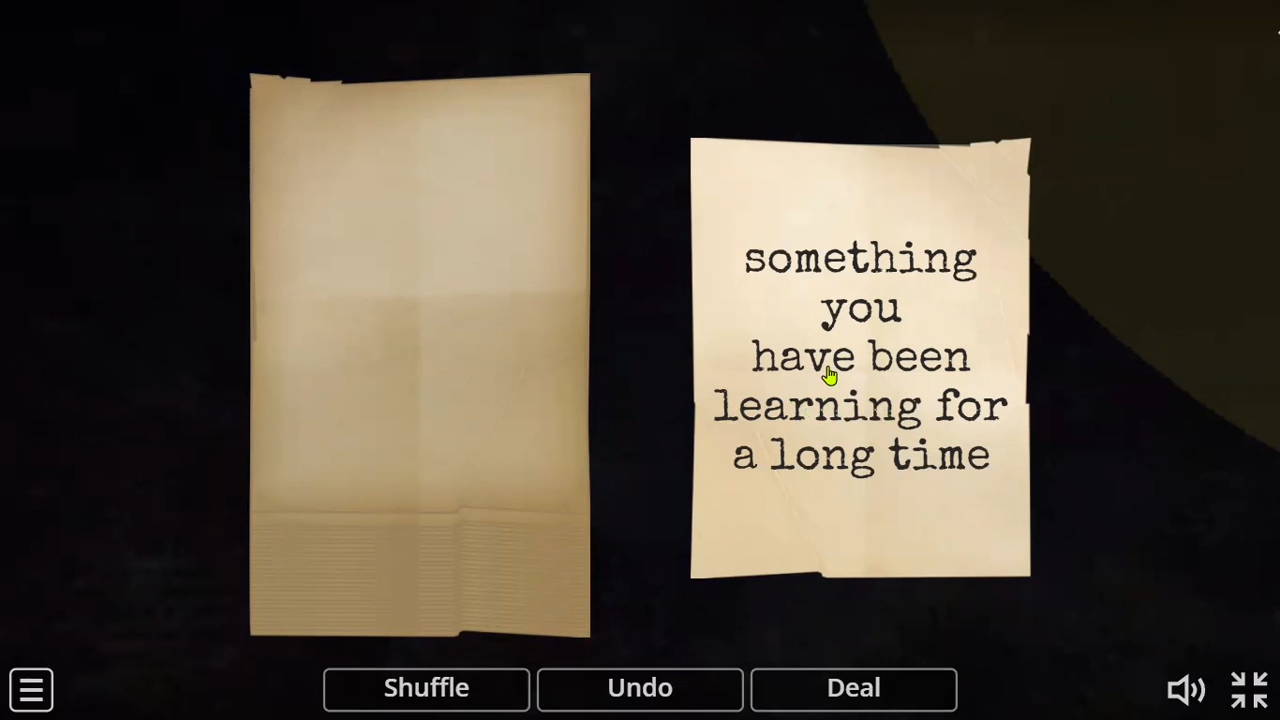 something
you
have been
learning for
a long time
Shuffle
Undo
Deal